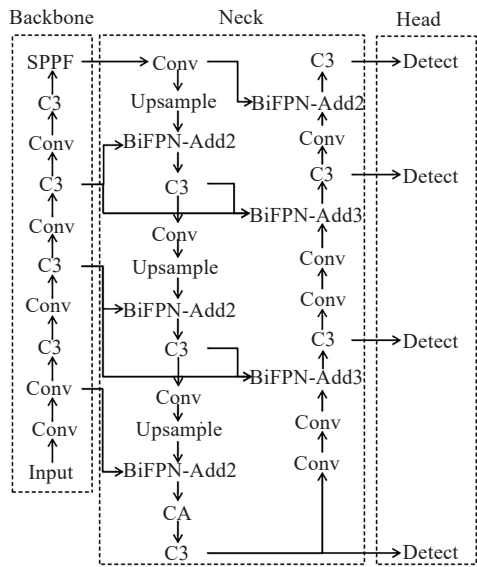 Backbone
SPPF
C3
Conv
C3
Conv
C3
Conv
C3
Conv
Conv
Input
Neck
Conv
Upsample
BiFPN-Add2
C3
Conv
Upsample
BiFPN-Add2
C3
Conv
Upsample
BiFPN-Add2
CA
C3
C3
BiFPN-Add2
Conv
C3
BiFPN-Add3
Conv
Conv
C3
BiFPN-Add3
Conv
Conv
Head
Detect
Detect
Detect
Detect